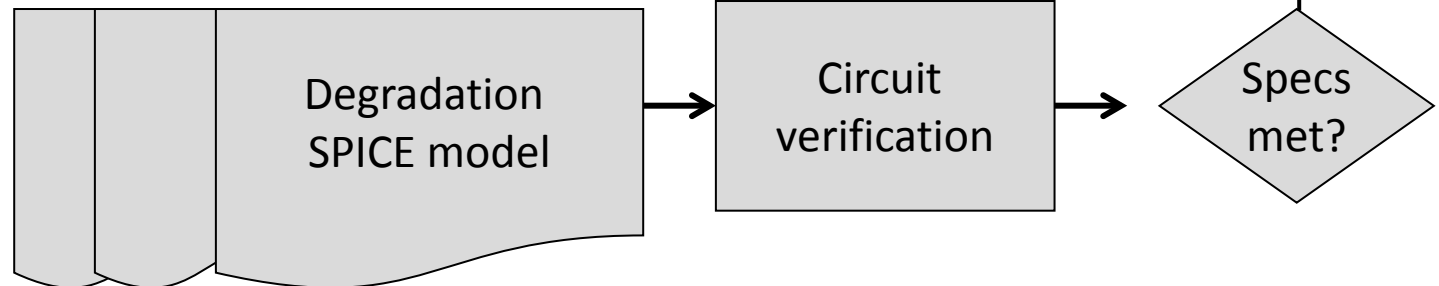 Degradation
SPICE model
Circuit
verification
Specs
met?